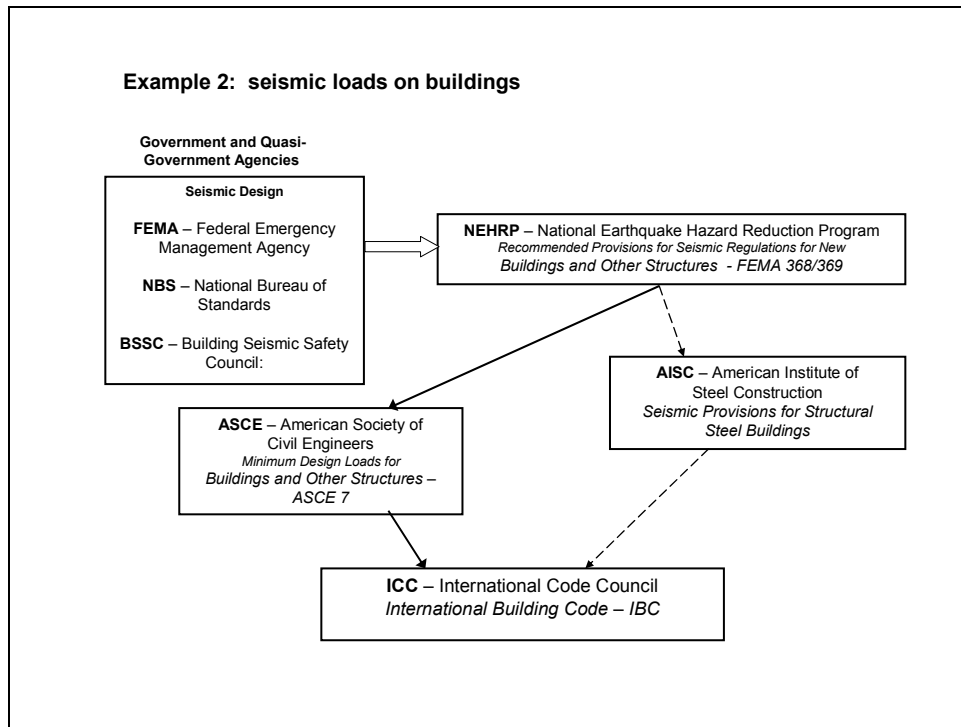 Example 2:  seismic loads on buildings
Government and Quasi-
Government Agencies
Seismic Design
FEMA – Federal Emergency
Management Agency
NBS – National Bureau of
Standards
BSSC – Building Seismic Safety
Council:
NEHRP – National Earthquake Hazard Reduction Program
Recommended Provisions for Seismic Regulations for New
Buildings and Other Structures  - FEMA 368/369
AISC – American Institute of
Steel Construction
Seismic Provisions for Structural
Steel Buildings
ASCE – American Society of
Civil Engineers
Minimum Design Loads for
Buildings and Other Structures –
ASCE 7
ICC – International Code Council
International Building Code – IBC